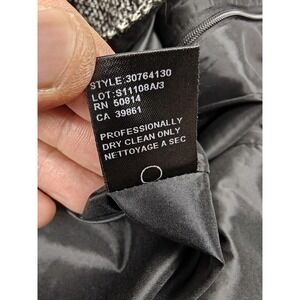 STYLE:30764130
LOT:S11108A/3
RN 50814
CA 39861
PROFESSIONALLY
DRY CLEAN ONLY
NETTOYAGE A SEC